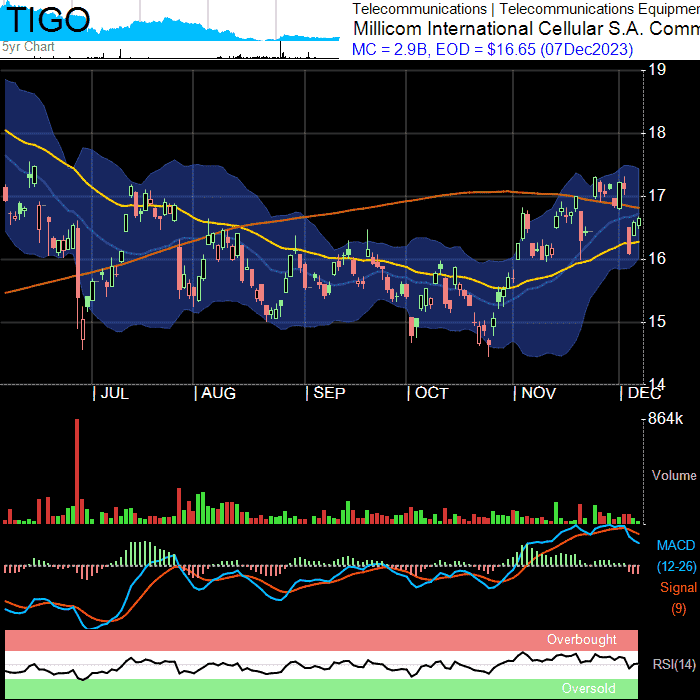 TIGO
Telecommunications | Telecommunications Equipmen
Millicom International Cellular S.A. Comm
MC = 2.9B, EOD = $16.65 (07Dec2023)
5yr Chart
19
18
17
16
15
14
| JUL | AUG | SEP | OCT | NOV | DEC
864k
Volume
MACD
(12-26)
Signal
(9)
Overbought
RSI(14)
Oversold